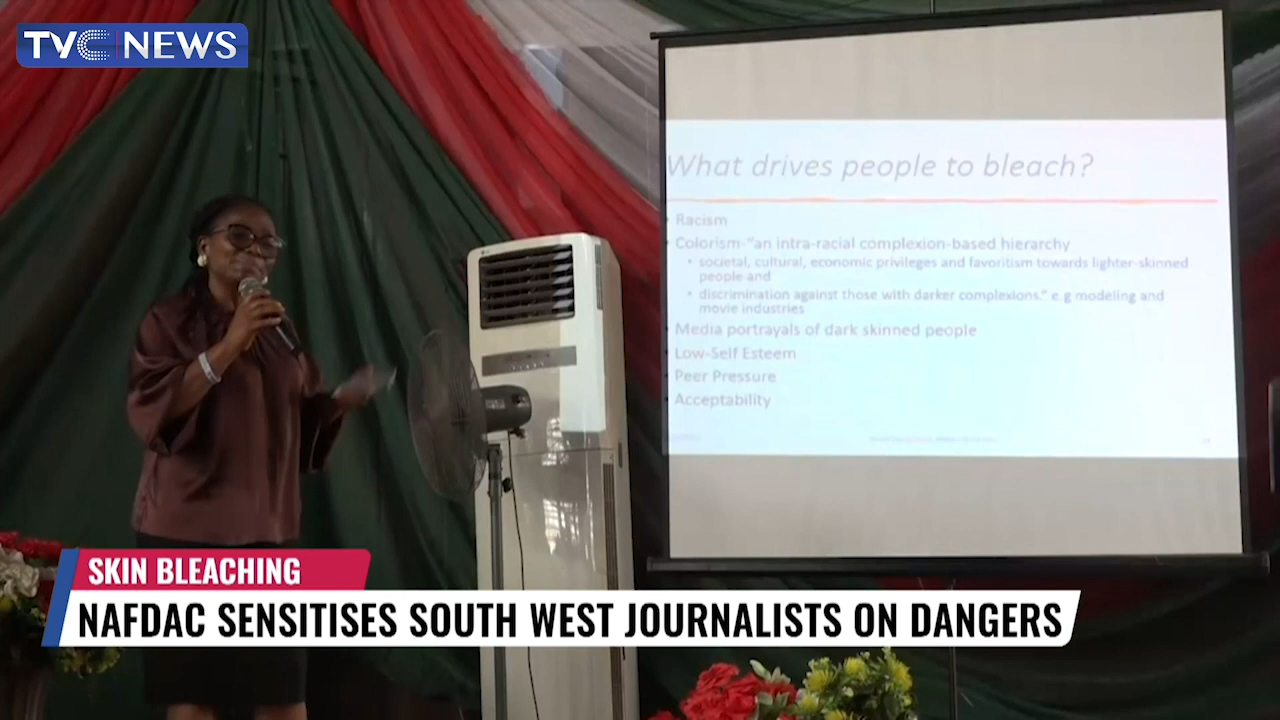 TVC NEWS
What drives people to bleach?
• Racism
• Colorism-"an intra-racial complexion-based hierarchy
• societal, cultural, economic privileges and favoritism towards lighter-skinned
people and
• discrimination against those with darker complexions." e.g modeling and
movie industries
• Media portrayals of dark skinned people
• Low-Self Esteem
• Peer Pressure
• Acceptability
SKIN BLEACHING
NAFDAC SENSITISES SOUTH WEST JOURNALISTS ON DANGERS